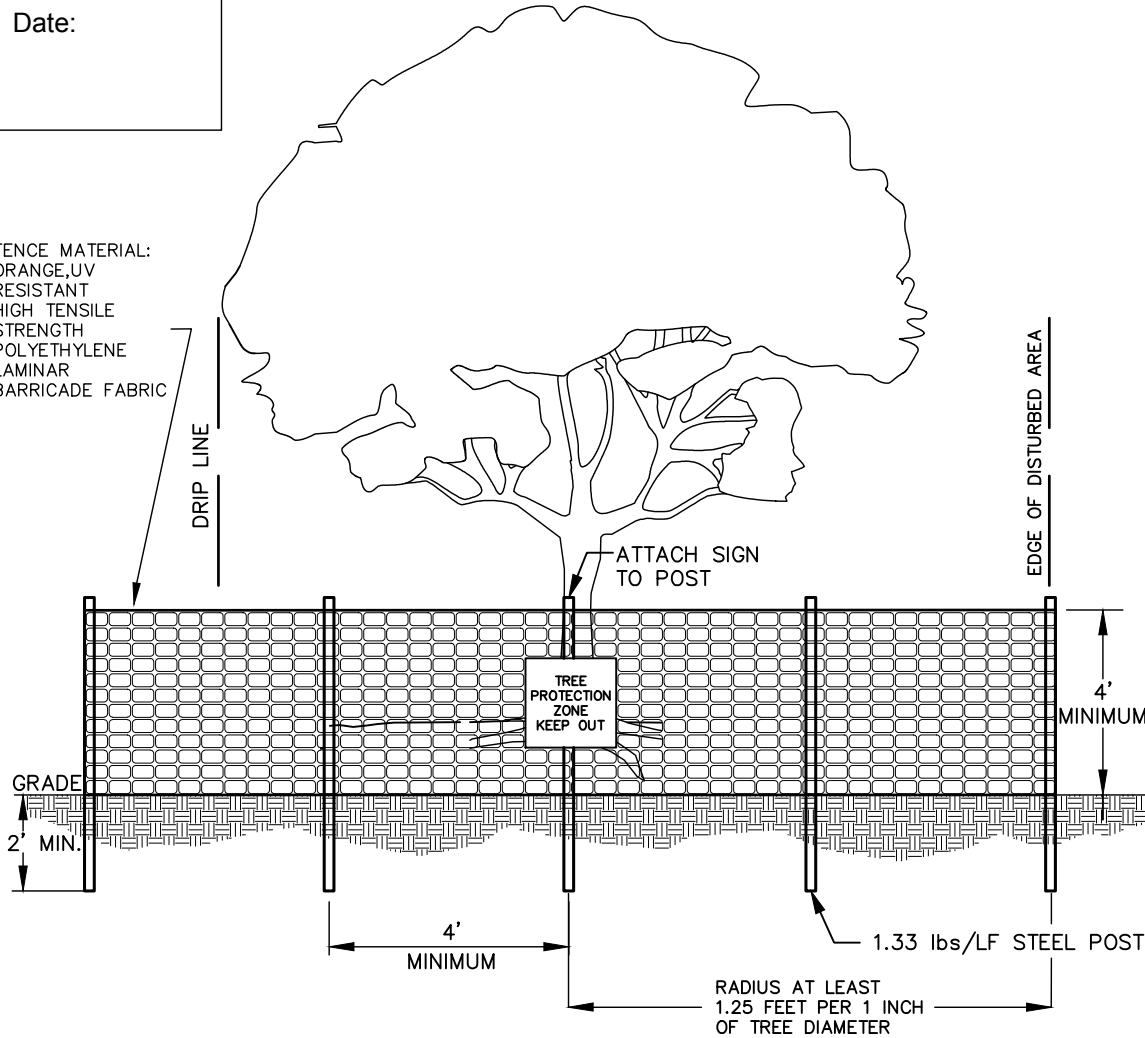 Date:
FENCE MATERIAL:
ORANGE,UV
RESISTANT
HIGH TENSILE
STRENGTH
POLYETHYLENE
LAMINAR
BARRICADE FABRIC
DRIP LINE
EDGE OF DISTURBED AREA
ATTACH SIGN
TO POST
TREE
PROTECTION
ZONE
KEEP OUT
4'
MINIMUM
GRADE
2' MIN.
4'
MINIMUM
1.33 lbs/LF STEEL POST
RADIUS AT LEAST
1.25 FEET PER 1 INCH
OF TREE DIAMETER